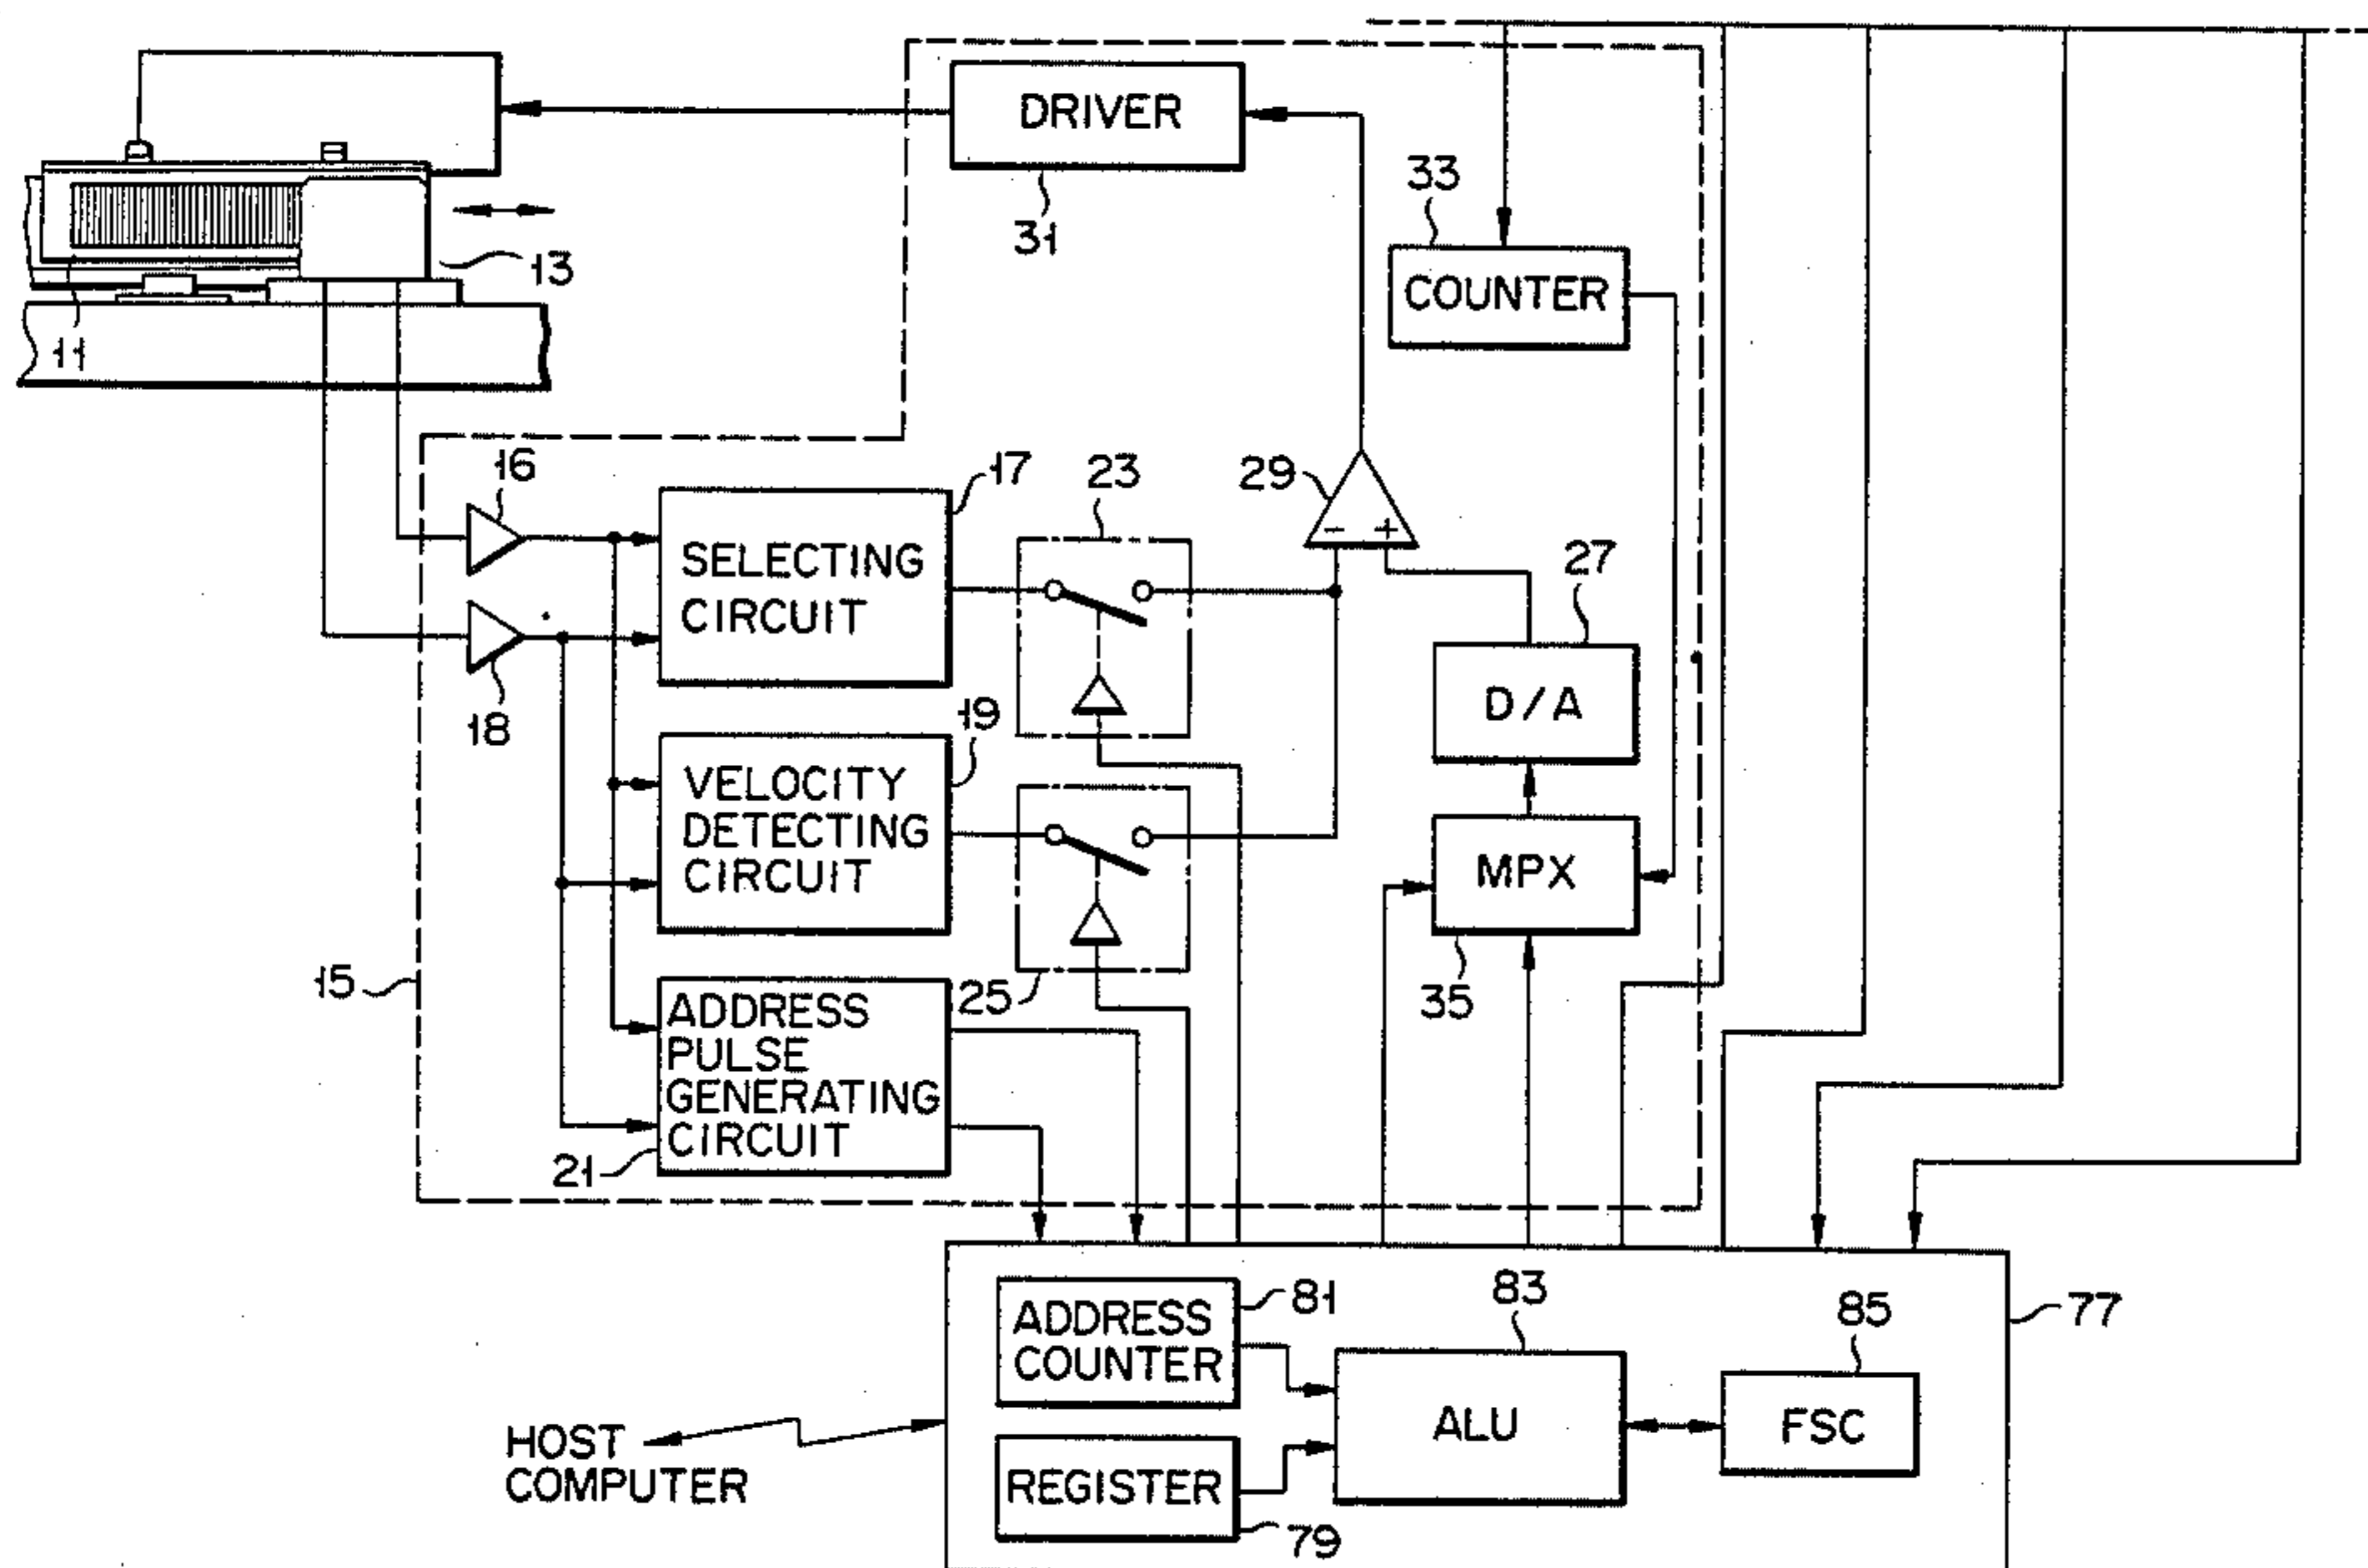 DRIVER
31
33
COUNTER
13
11
16
17
23
29
SELECTING
CIRCUIT
27
18
19
D/A
VELOCITY
DETECTING
CIRCUIT
MPX
15
25
35
ADDRESS
PULSE
GENERATING
CIRCUIT
21
81
83
85
77
ADDRESS
COUNTER
ALU
FSC
HOST
COMPUTER
REGISTER
79
- +